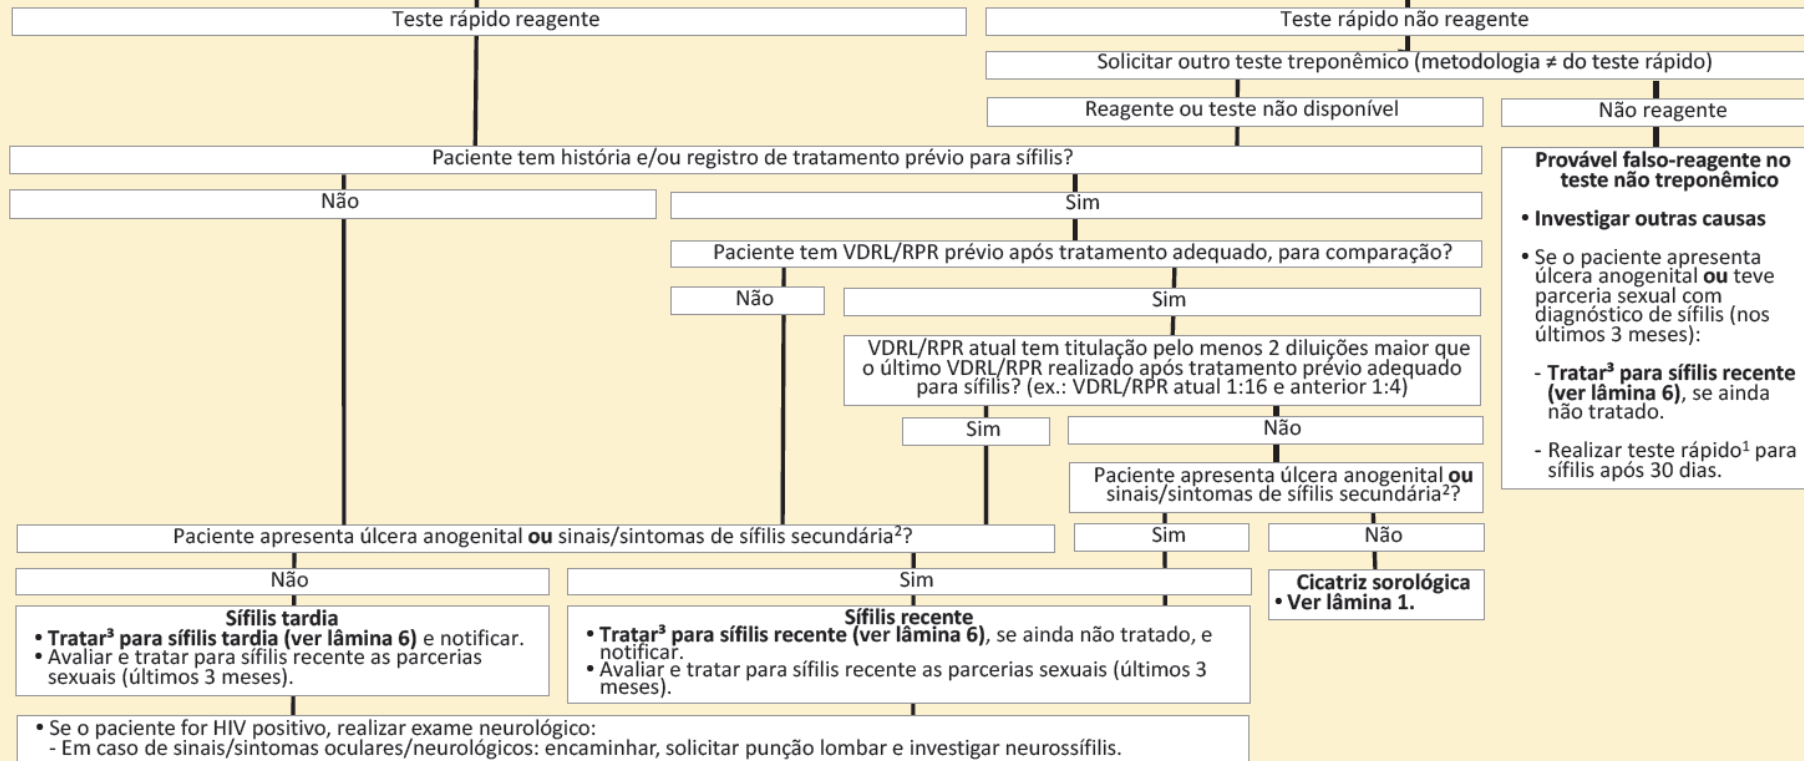 Teste rápido reagente
Teste rápido não reagente
Solicitar outro teste treponêmico (metodologia ≠ do teste rápido)
Reagente ou teste não disponível
Não reagente
Paciente tem história e/ou registro de tratamento prévio para sífilis?
Não
Sim
Paciente tem VDRL/RPR prévio após tratamento adequado, para comparação?
Não
Sim
VDRL/RPR atual tem titulação pelo menos 2 diluições maior que
o último VDRL/RPR realizado após tratamento prévio adequado
para sífilis? (ex.: VDRL/RPR atual 1:16 e anterior 1:4)
Sim
Não
Paciente apresenta úlcera anogenital ou
sinais/sintomas de sífilis secundária²?
Provável falso-reagente no
teste não treponêmico
• Investigar outras causas
• Se o paciente apresenta
úlcera anogenital ou teve
parceria sexual com
diagnóstico de sífilis (nos
últimos 3 meses):
- Tratar³ para sífilis recente
(ver lâmina 6), se ainda
não tratado.
- Realizar teste rápido¹ para
sífilis após 30 dias.
Paciente apresenta úlcera anogenital ou sinais/sintomas de sífilis secundária²?
Sim
Não
Não
Sim
Cicatriz sorológica
• Ver lâmina 1.
Sífilis tardia
• Tratar³ para sífilis tardia (ver lâmina 6) e notificar.
• Avaliar e tratar para sífilis recente as parcerias
sexuais (últimos 3 meses).
Sífilis recente
• Tratar³ para sífilis recente (ver lâmina 6), se ainda não tratado, e
notificar.
• Avaliar e tratar para sífilis recente as parcerias sexuais (últimos 3
meses).
• Se o paciente for HIV positivo, realizar exame neurológico:
- Em caso de sinais/sintomas oculares/neurológicos: encaminhar, solicitar punção lombar e investigar neurossífilis.